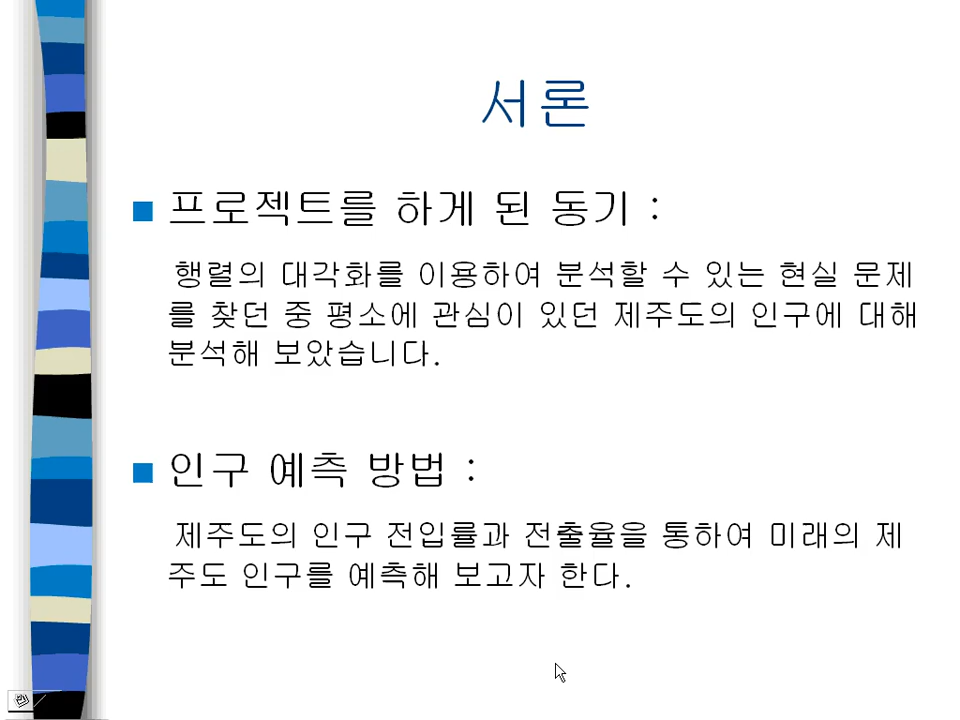 서론
프로젝트를 하게 된 동기 :
행렬의 대각화를 이용하여 분석할 수 있는 현실 문제
를 찾던 중 평소에 관심이 있던 제주도의 인구에 대해
분석해 보았습니다.
인구 예측 방법 :
제주도의 인구 전입률과 전출율을 통하여 미래의 제
주도 인구를 예측해 보고자 한다.